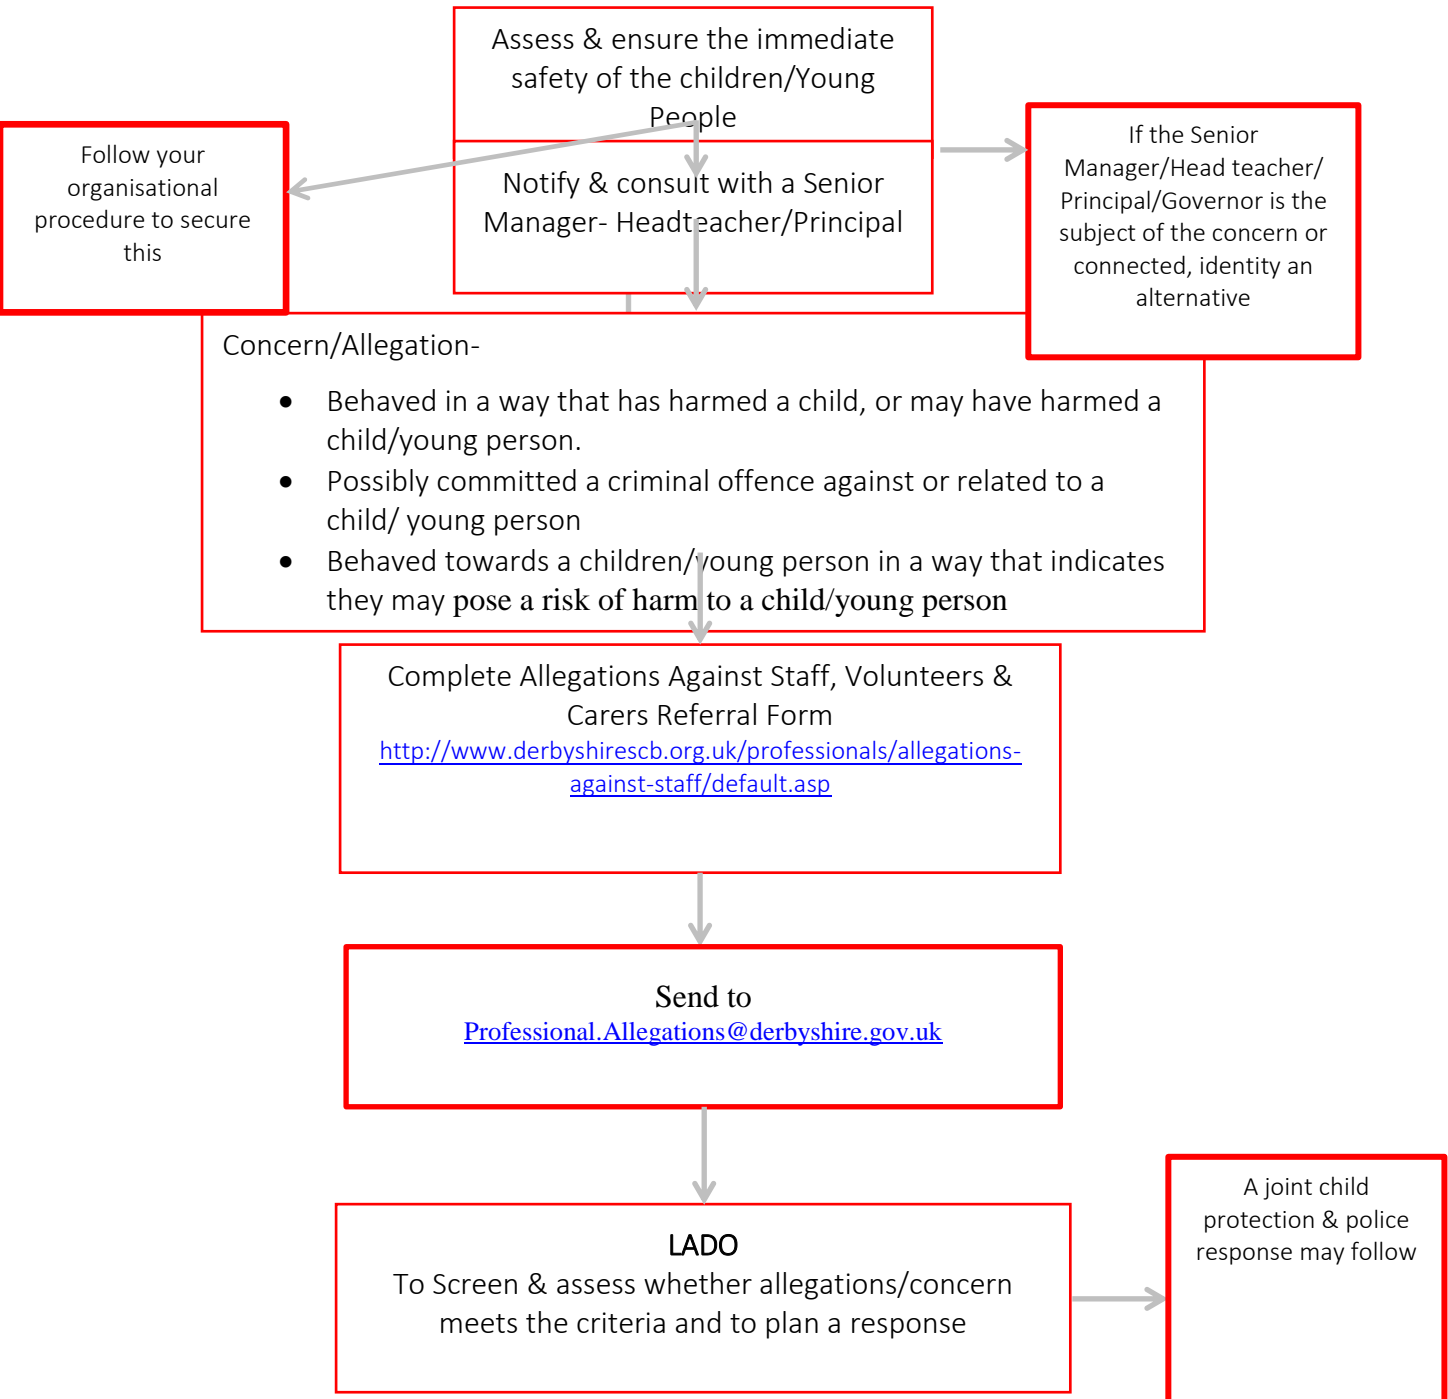 Assess & ensure the immediate
safety of the children/Young
People
Follow your
organisational
procedure to secure
this
Notify & consult with a Senior
Manager- Headteacher/Principal
If the Senior
Manager/Head teacher/
Principal/Governor is the
subject of the concern or
connected, identity an
alternative
Concern/Allegation-
• Behaved in a way that has harmed a child, or may have harmed a
child/young person.
• Possibly committed a criminal offence against or related to a
child/ young person
• Behaved towards a children/young person in a way that indicates
they may pose a risk of harm to a child/young person
Complete Allegations Against Staff, Volunteers &
Carers Referral Form
http://www.derbyshirescb.org.uk/professionals/allegations-
against-staff/default.asp
Send to
Professional.Allegations@derbyshire.gov.uk
LADO
To Screen & assess whether allegations/concern
meets the criteria and to plan a response
A joint child
protection & police
response may follow